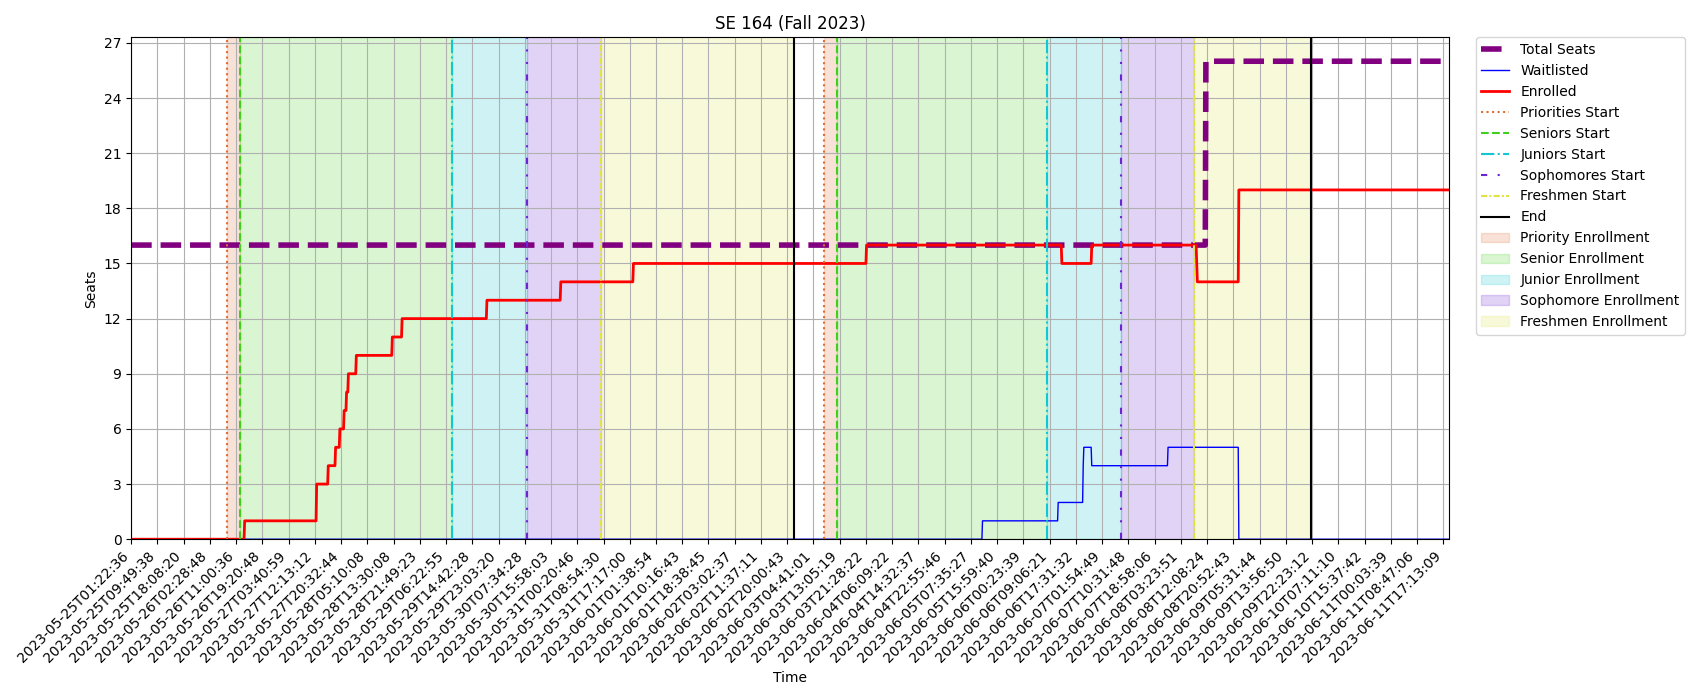 SE 164 (Fall 2023)
27
24
21
18
15
12
9
6
3
0
Seats
2023-05-25T01:22:36
2023-05-25T09:49:38
2023-05-25T18:08:20
2023-05-26T02:28:48
2023-05-26T11:00:36
2023-05-26T19:20:48
2023-05-27T03:40:59
2023-05-27T12:13:12
2023-05-27T20:32:44
2023-05-28T05:10:08
2023-05-28T13:30:08
2023-05-28T21:49:23
2023-05-29T06:22:55
2023-05-29T14:42:28
2023-05-29T23:03:20
2023-05-30T07:34:28
2023-05-30T15:58:03
2023-05-31T00:20:46
2023-05-31T08:54:30
2023-05-31T17:17:00
2023-06-01T01:38:54
2023-06-01T10:16:43
2023-06-01T18:38:45
2023-06-02T03:02:37
2023-06-02T11:37:11
2023-06-02T20:00:43
2023-06-03T04:41:01
2023-06-03T13:05:19
2023-06-03T21:28:22
2023-06-04T06:09:22
2023-06-04T14:32:37
2023-06-04T22:55:46
2023-06-05T07:35:27
2023-06-05T15:59:40
2023-06-06T00:23:39
2023-06-06T09:06:21
2023-06-06T17:31:32
2023-06-07T01:54:49
2023-06-07T10:31:48
2023-06-07T18:58:06
2023-06-08T03:23:51
2023-06-08T12:08:24
2023-06-08T20:52:43
2023-06-09T05:31:44
2023-06-09T13:56:50
2023-06-09T22:23:12
2023-06-10T07:11:10
2023-06-10T15:37:42
2023-06-11T00:03:39
2023-06-11T08:47:06
2023-06-11T17:13:09
Time
Total Seats
Waitlisted
Enrolled
Priorities Start
Seniors Start
Juniors Start
Sophomores Start
Freshmen Start
End
Priority Enrollment
Senior Enrollment
Junior Enrollment
Sophomore Enrollment
Freshmen Enrollment